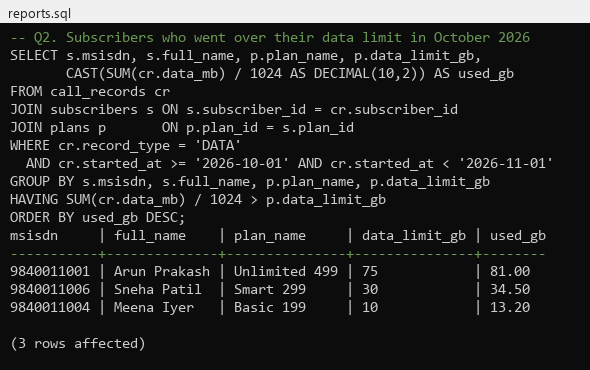 reports.sql
-- Q2. Subscribers who went over their data limit in October 2026
SELECT s.msisdn, s.full_name, p.plan_name, p.data_limit_gb,
       CAST(SUM(cr.data_mb) / 1024 AS DECIMAL(10,2)) AS used_gb
FROM call_records cr
JOIN subscribers s ON s.subscriber_id = cr.subscriber_id
JOIN plans p       ON p.plan_id = s.plan_id
WHERE cr.record_type = 'DATA'
  AND cr.started_at >= '2026-10-01' AND cr.started_at < '2026-11-01'
GROUP BY s.msisdn, s.full_name, p.plan_name, p.data_limit_gb
HAVING SUM(cr.data_mb) / 1024 > p.data_limit_gb
ORDER BY used_gb DESC;
msisdn     | full_name    | plan_name     | data_limit_gb | used_gb
-----------+--------------+---------------+---------------+--------
9840011001 | Arun Prakash | Unlimited 499 | 75            | 81.00
9840011006 | Sneha Patil  | Smart 299     | 30            | 34.50
9840011004 | Meena Iyer   | Basic 199     | 10            | 13.20
(3 rows affected)